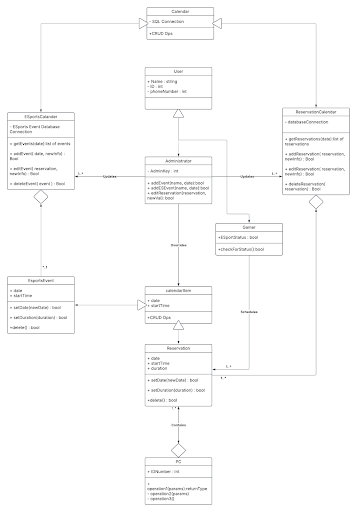 Calendar
- SQL Connection
+CRUD Ops
User
+ Name : string
- ID : int
- phoneNumber : int
ESportsCalander
- ESports Event Database
Connection
+ getEvents(date) list of events
+ addEvent( date, newInfo) :
Bool
+ editEvent( reservation,
newInfo) : Bool
+ deleteEvent( event ) : Bool
ReservationCalendar
- databaseConnection
+ getReservations(date) list of
reservations
+ addReservation( reservation,
newInfo) : Bool
+ editReservation( reservation,
newInfo) : Bool
+ deleteReservation(
reservation) : Bool
Administrator
- AdminKey : Int
+ addEvent(name, date) bool
+ addESEvent(name, date) bool
+ editReservation(reservation,
newVal) : bool
1..*
Updates
Updates
1..*
Gamer
+ESportStatus : bool
+checkForStatus() bool
Overrides
1..*
EsportsEvent
+ date
+ startTime
+ setDate(newDate) : bool
+ setDuration(duration) : bool
+delete() : bool
calendarItem
+ date
+ startTime
+CRUD Ops
Schedules
Reservation
+ date
+ startTime
+ duration
+ setDate(newDate) : bool
+ setDuration(duration) : bool
+delete() : bool
1..*
1..*
1..*
Contains
PC
+ IDNumber : Int
+
operation1(params):returnType
- operation2(params)
- operation3()